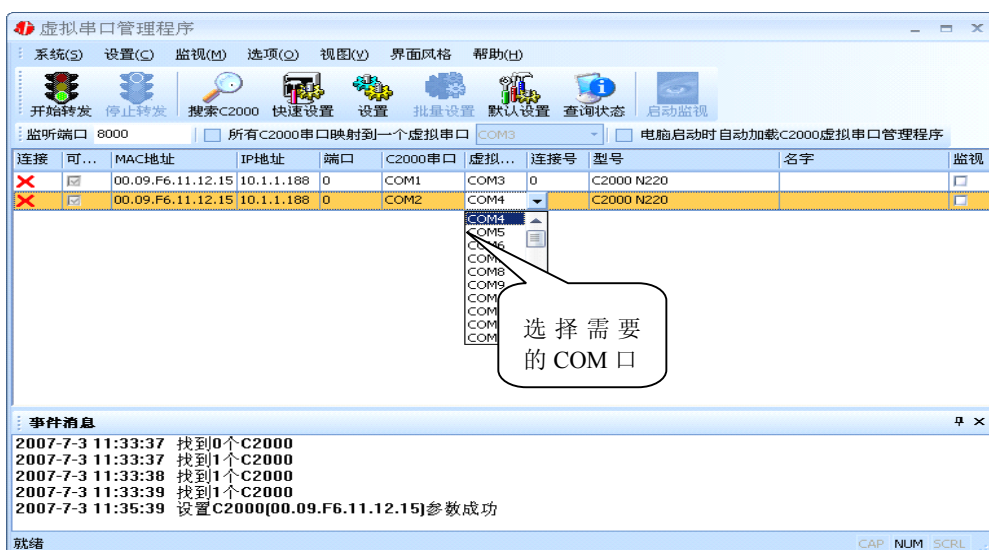 虚拟串口管理程序
系统(S) 设置(C) 监视(M) 选项(O) 视图(V) 界面风格 帮助(H)
开始转发 停止转发 搜索C2000 快速设置 设置 批量设置 默认设置 查询状态 启动监视
监听端口 8000 所有C2000串口映射到一个虚拟串口 COM3 电脑启动时自动加载C2000虚拟串口管理程序
连接 可... MAC地址 IP地址 端口 C2000串口 虚拟... 连接号 型号 名字 监视
00.09.F6.11.12.15 10.1.1.188 0 COM1 COM3 0 C2000 N220
00.09.F6.11.12.15 10.1.1.188 0 COM2 COM4 C2000 N220
COM4
COM5
COM6
COM
COM8
COM9
COM
COM
COM
COM
选择需要
的 COM 口
事件消息
2007-7-3 11:33:37 找到0个C2000
2007-7-3 11:33:37 找到1个C2000
2007-7-3 11:33:38 找到1个C2000
2007-7-3 11:33:39 找到1个C2000
2007-7-3 11:35:39 设置C2000(00.09.F6.11.12.15)参数成功
就绪 CAP NUM SCRL